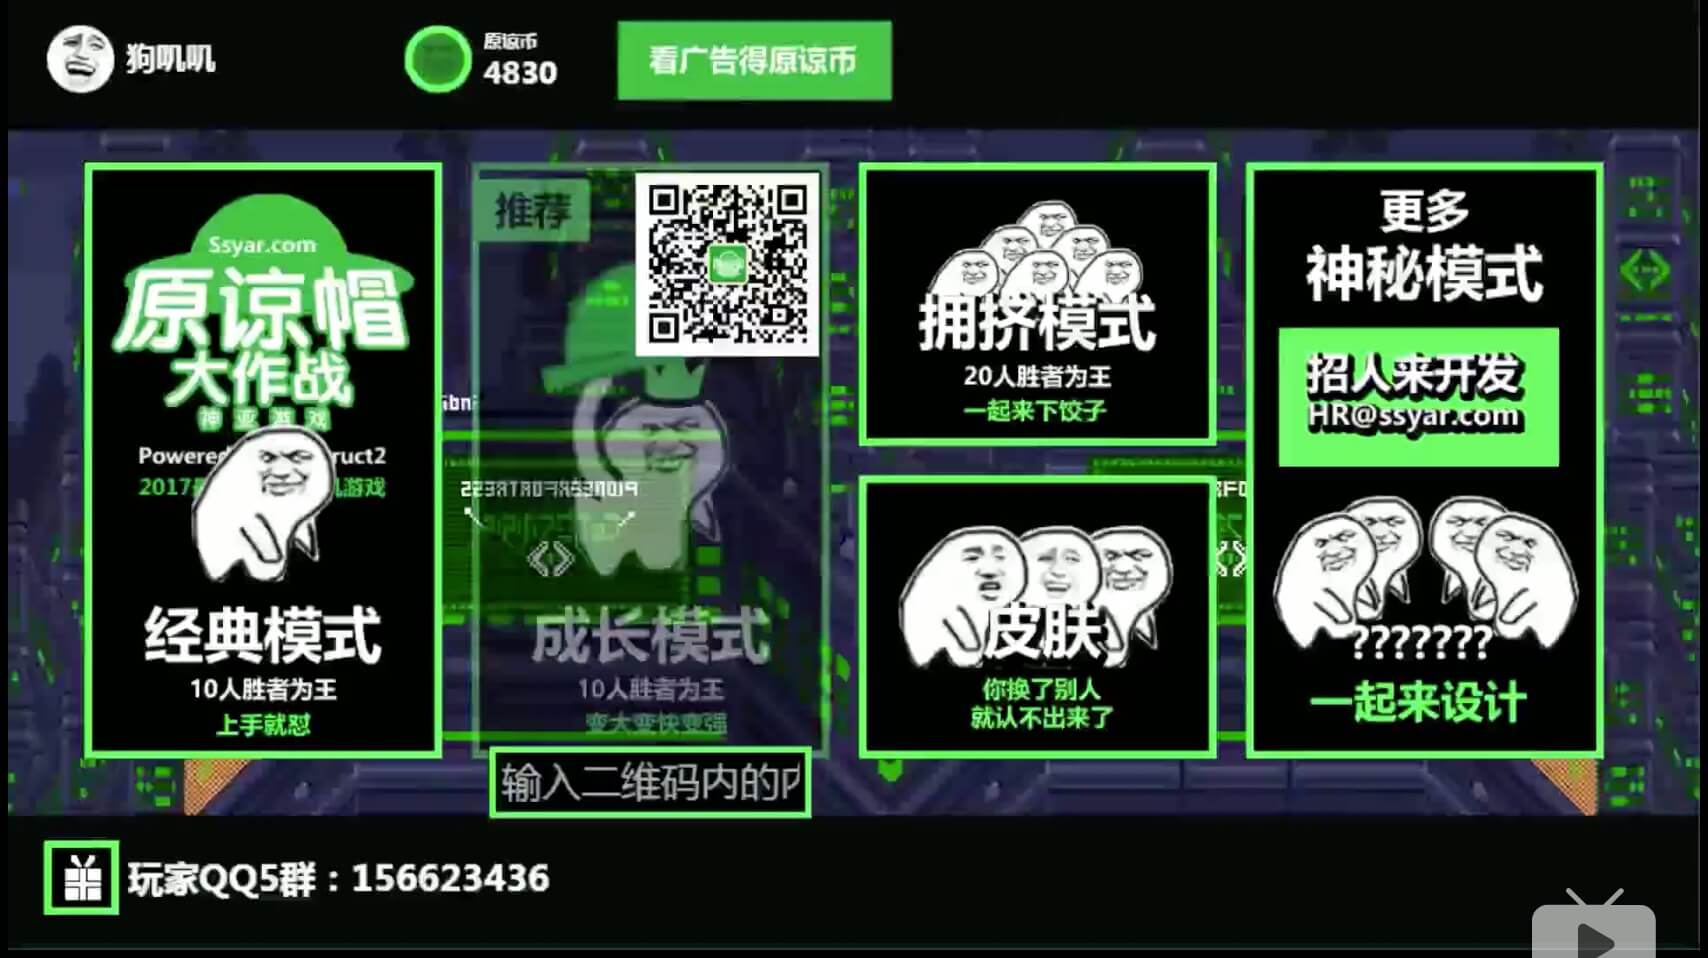 狗叽叽
原谅币
4830
看广告得原谅币
Ssyar.com
原谅帽
大作战
神亚游戏
Powered
ruct2
2017
机游戏
经典模式
10人胜者为王
上手就怼
推荐
成长模式
10人胜者为王
变大变快变强
输入二维码内的
拥挤模式
20人胜者为王
一起来下饺子
皮肤
你换了别人
就认不出来了
更多
神秘模式
招人来开发
HR@ssyar.com
???????
一起来设计
玩家QQ5群：156623436